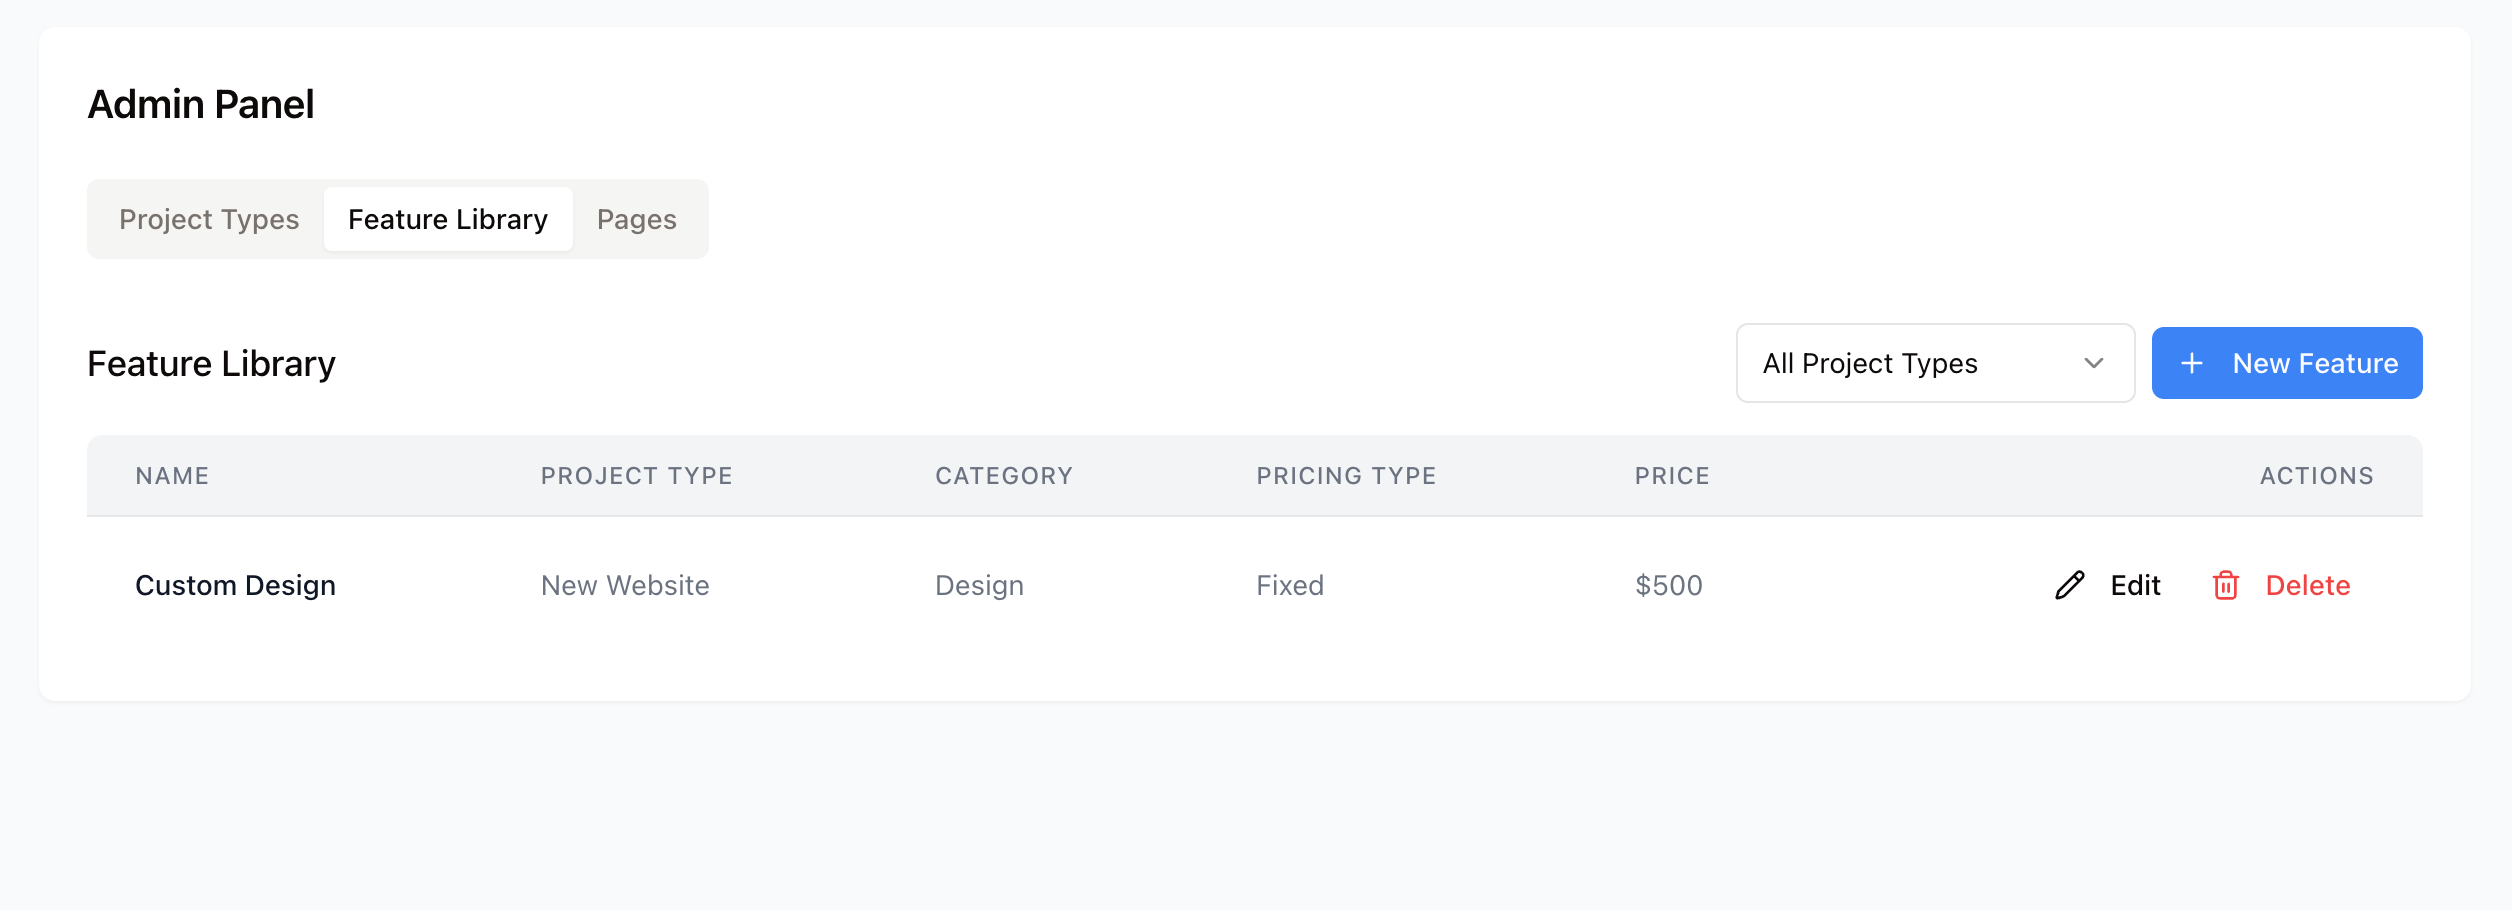 Admin Panel
Project Types Feature Library Pages
Feature Library All Project Types New Feature
NAME PROJECT TYPE CATEGORY PRICING TYPE PRICE ACTIONS
Custom Design New Website Design Fixed $500 Edit Delete